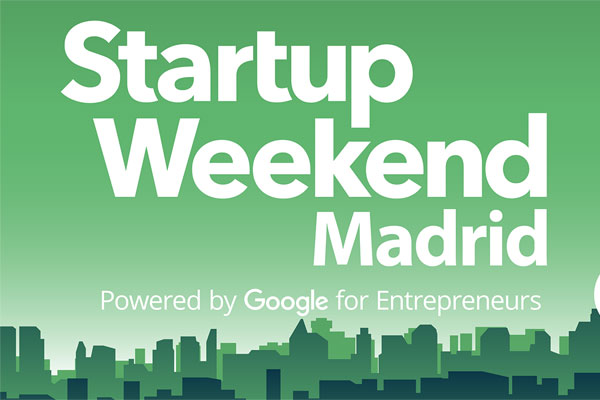 Startup
Weekend
Madrid
Powered by Google for Entrepreneurs